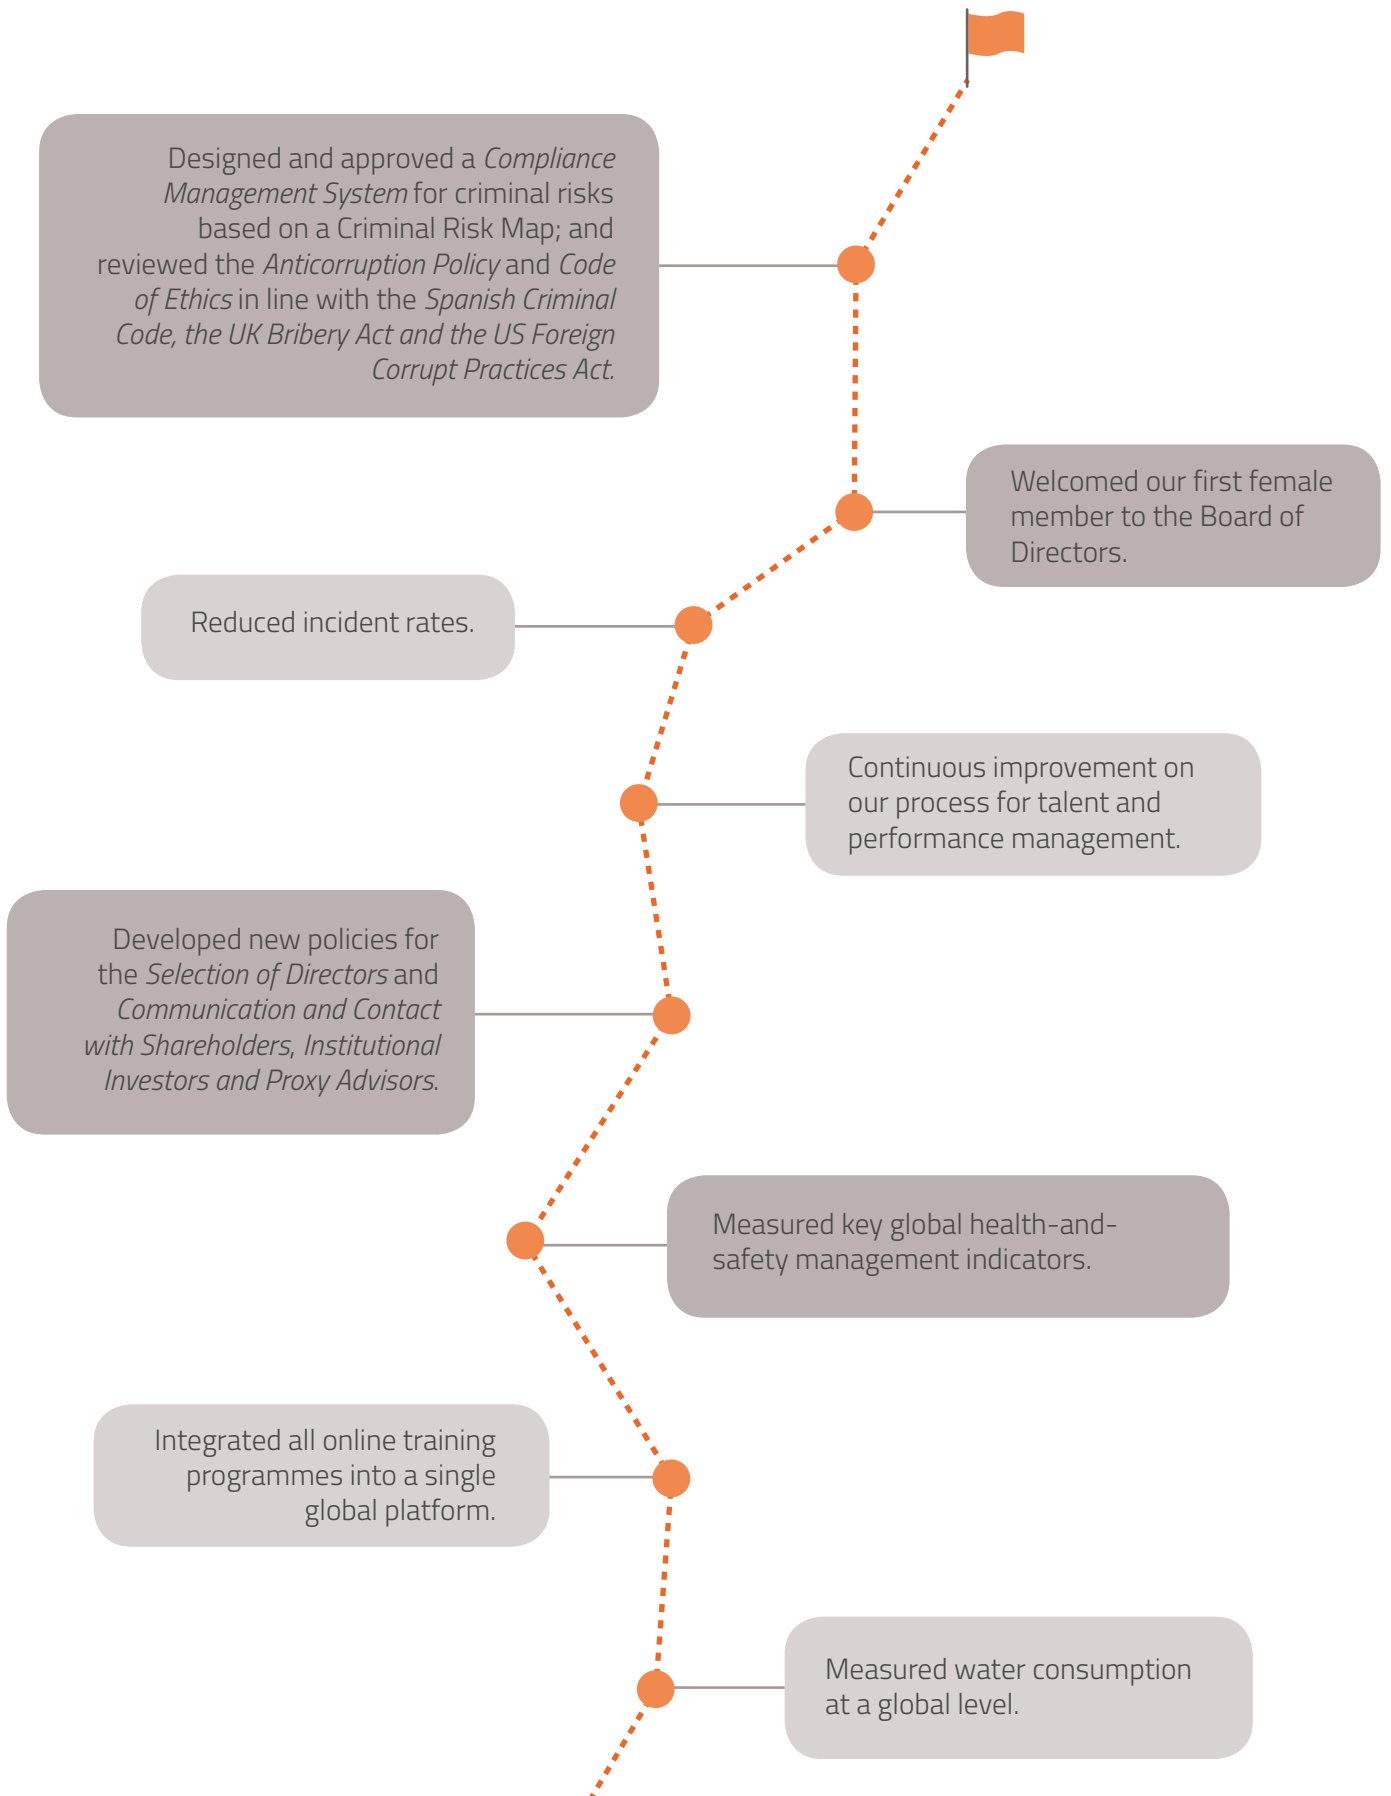 Designed and approved a Compliance
Management System for criminal risks
based on a Criminal Risk Map; and
reviewed the Anticorruption Policy and Code
of Ethics in line with the Spanish Criminal
Code, the UK Bribery Act and the US Foreign
Corrupt Practices Act.
Welcomed our first female
member to the Board of
Directors.
Reduced incident rates.
Continuous improvement on
our process for talent and
performance management.
Developed new policies for
the Selection of Directors and
Communication and Contact
with Shareholders, Institutional
Investors and Proxy Advisors.
Measured key global health-and-
safety management indicators.
Integrated all online training
programmes into a single
global platform.
Measured water consumption
at a global level.